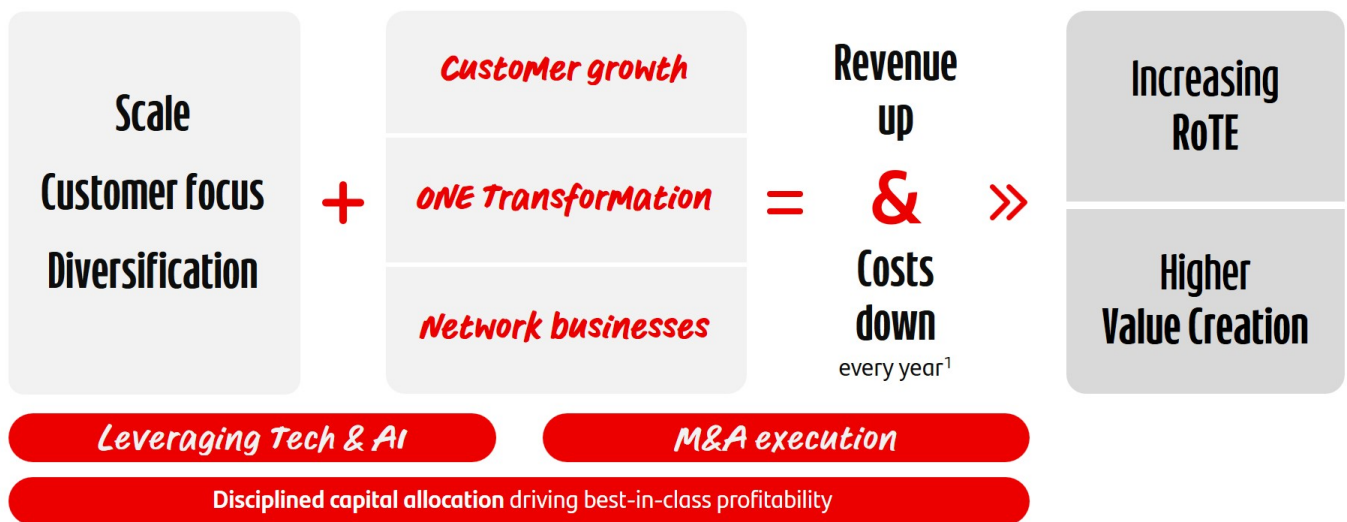 Scale
Customer focus
Diversification
+
Customer growth
ONE Transformation
Network businesses
=
Revenue
up
&
Costs
down
every year¹
»
Increasing
RoTE
Higher
Value Creation
Leveraging Tech & AI
M&A execution
Disciplined capital allocation driving best-in-class profitability